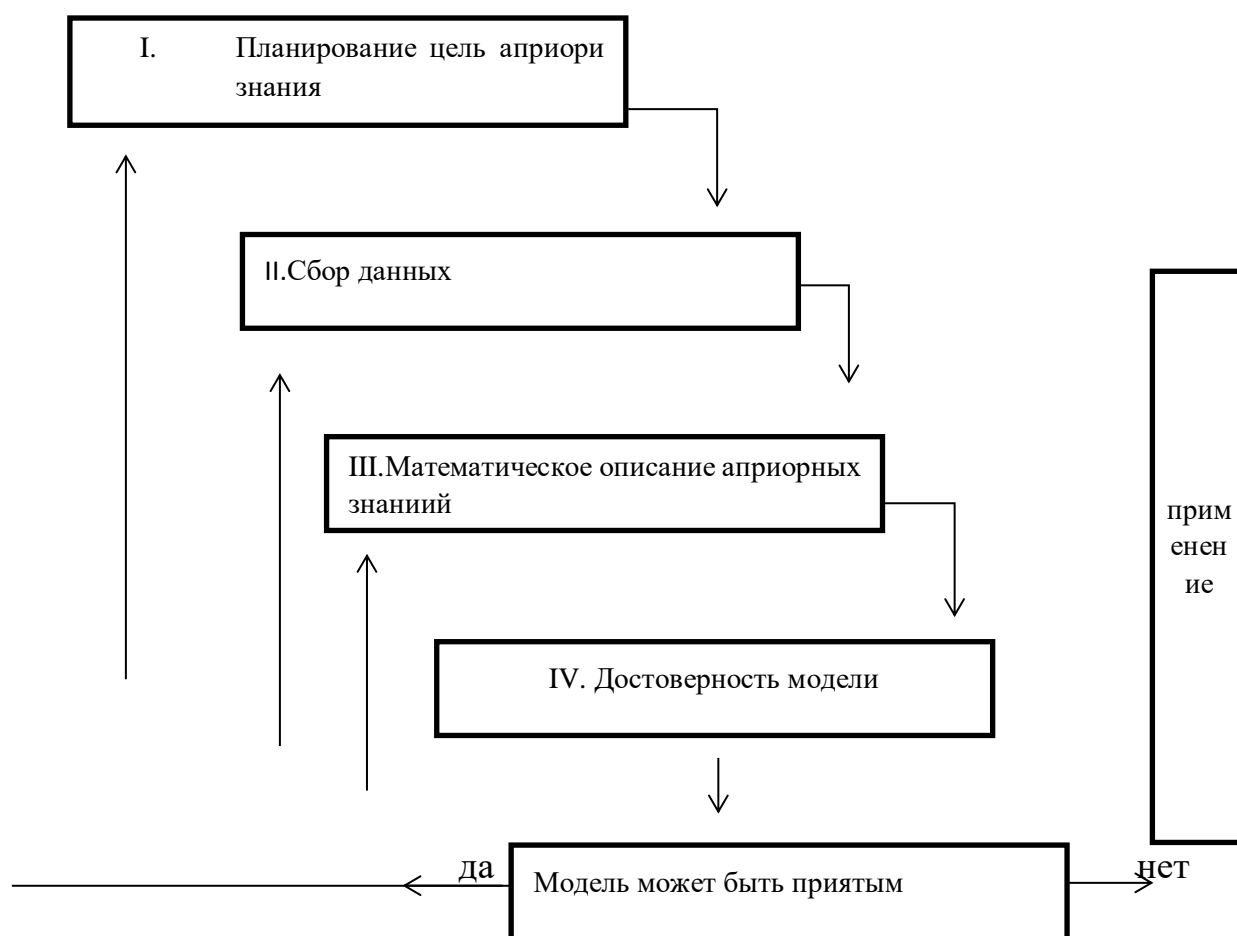 I. Планирование цель априори
знания
II.Сбор данных
III.Математическое описание априорных
знаниий
прим
енен
ие
IV. Достоверность модели
да
нет
Модель может быть приятым